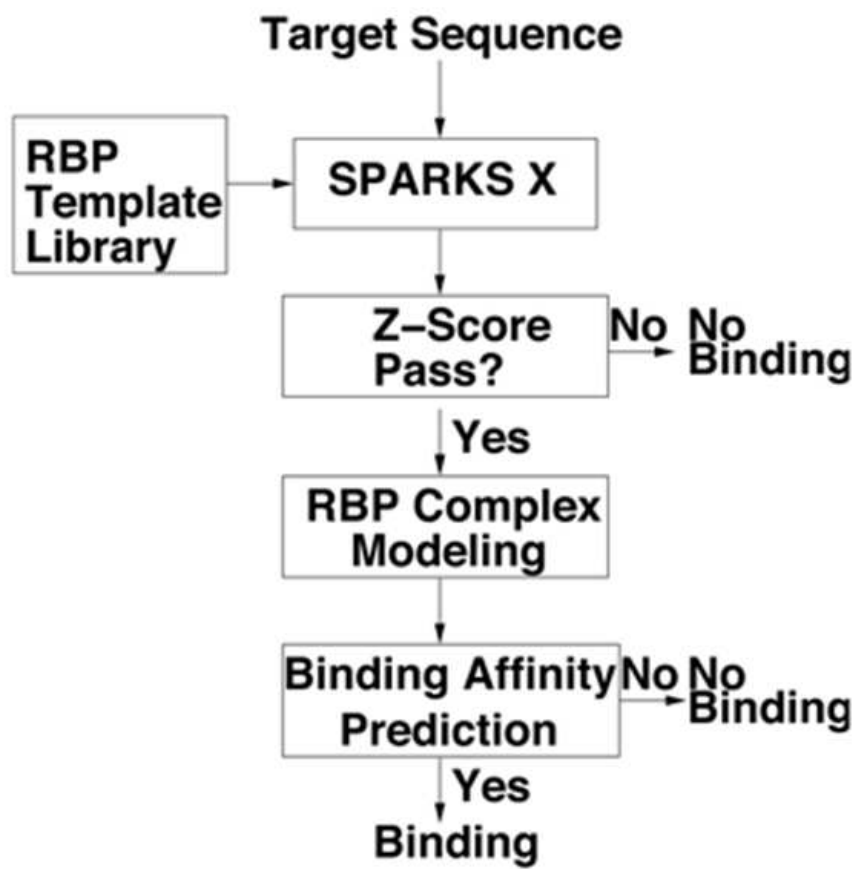 Target Sequence
RBP
Template
Library
SPARKS X
Z–Score
Pass?
No
No
Binding
Yes
RBP Complex
Modeling
Binding Affinity
Prediction
No
No
Binding
Yes
Binding